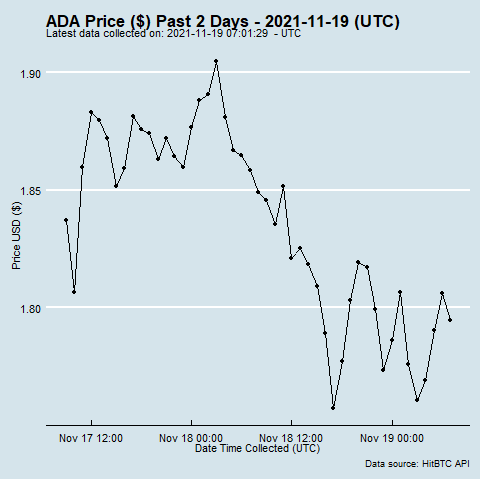 ADA Price ($) Past 2 Days - 2021-11-19 (UTC)
Latest data collected on: 2021-11-19 07:01:29  - UTC
1.90
1.85
1.80
Price USD ($)
Nov 17 12:00
Nov 18 00:00
Nov 18 12:00
Nov 19 00:00
Date Time Collected (UTC)
Data source: HitBTC API